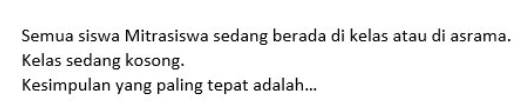 Semua siswa Mitrasiswa sedang berada di kelas atau di asrama.
Kelas sedang kosong.
Kesimpulan yang paling tepat adalah...